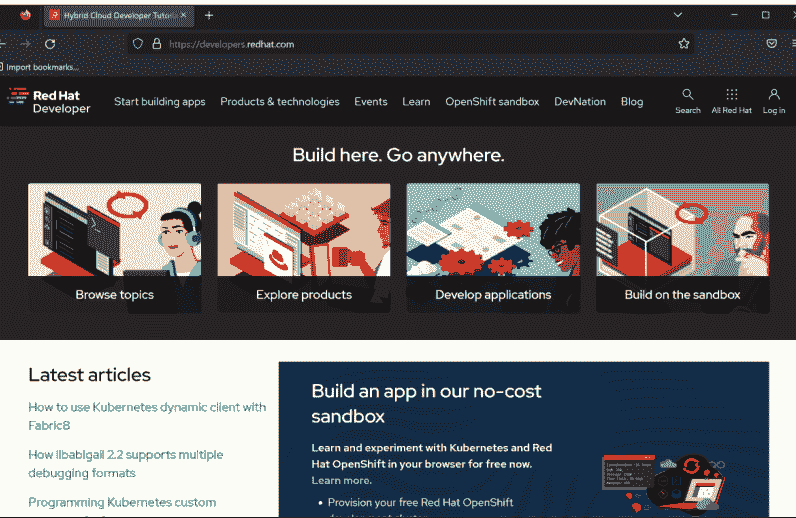 Hybrid Cloud Developer Tutori
https://developers.redhat.com
Import bookmarks...
Red Hat
Developer
Start building apps
Products & technologies
Events
Learn
OpenShift sandbox
DevNation
Blog
Search
All Red Hat
Log in
Build here. Go anywhere.
Browse topics
Explore products
Develop applications
Build on the sandbox
Latest articles
How to use Kubernetes dynamic client with
Fabric8
How libabigail 2.2 supports multiple
debugging formats
Programming Kubernetes custom
Build an app in our no-cost
sandbox
Learn and experiment with Kubernetes and Red
Hat OpenShift in your browser for free now.
Learn more.
• Provision your free Red Hat OpenShift